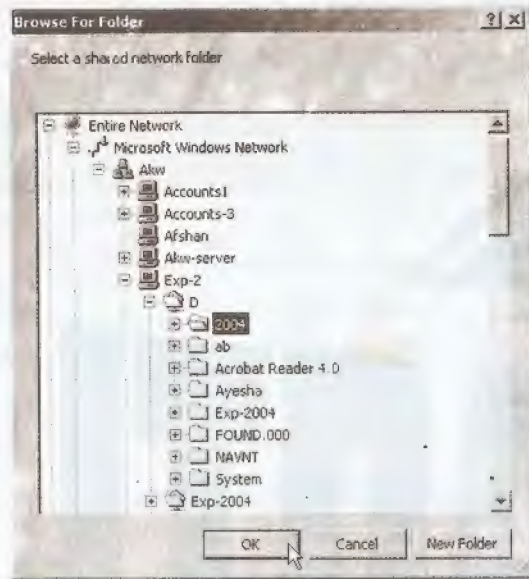 Browse For Folder
Select a shared network folder
Entire Network
Microsoft Windows Network
Akw
Accounts1
Accounts-3
Afshan
Akw-server
Exp-2
D
2004
ab
Acrobat Reader 4.0
Ayesha
Exp-2004
FOUND.000
NAVNT
System
Exp-2004
OK Cancel New Folder